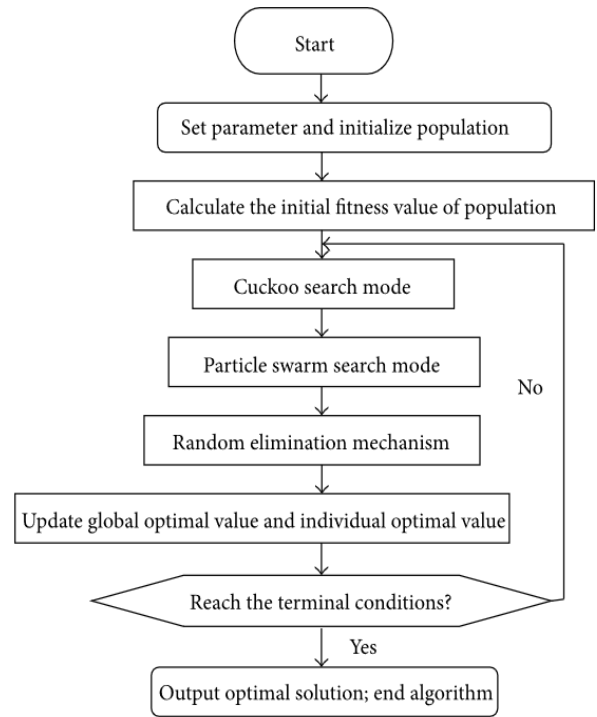 Start
Set parameter and initialize population
Calculate the initial fitness value of population
Cuckoo search mode
Particle swarm search mode
No
Random elimination mechanism
Update global optimal value and individual optimal value
Reach the terminal conditions?
Yes
Output optimal solution; end algorithm